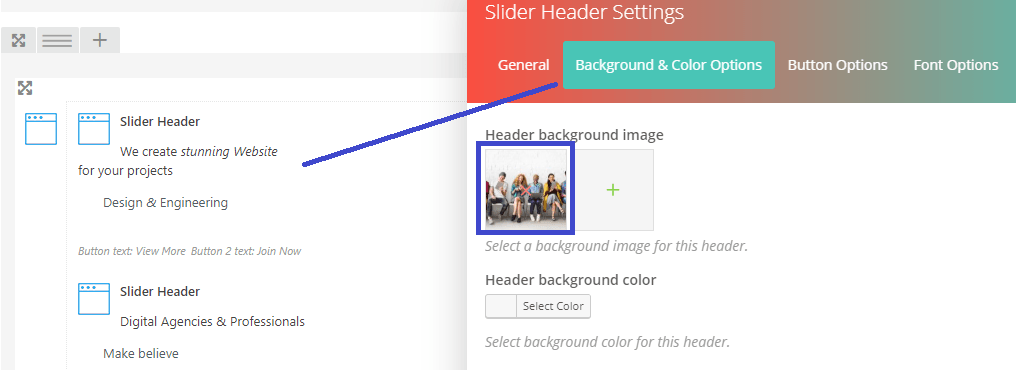 Slider Header
We create stunning Website
for your projects
Design & Engineering
Button text: View More Button 2 text: Join Now
Slider Header
Digital Agencies & Professionals
Make believe
Slider Header Settings
General Background & Color Options Button Options Font Options
Header background image
Select a background image for this header.
Header background color
Select Color
Select background color for this header.